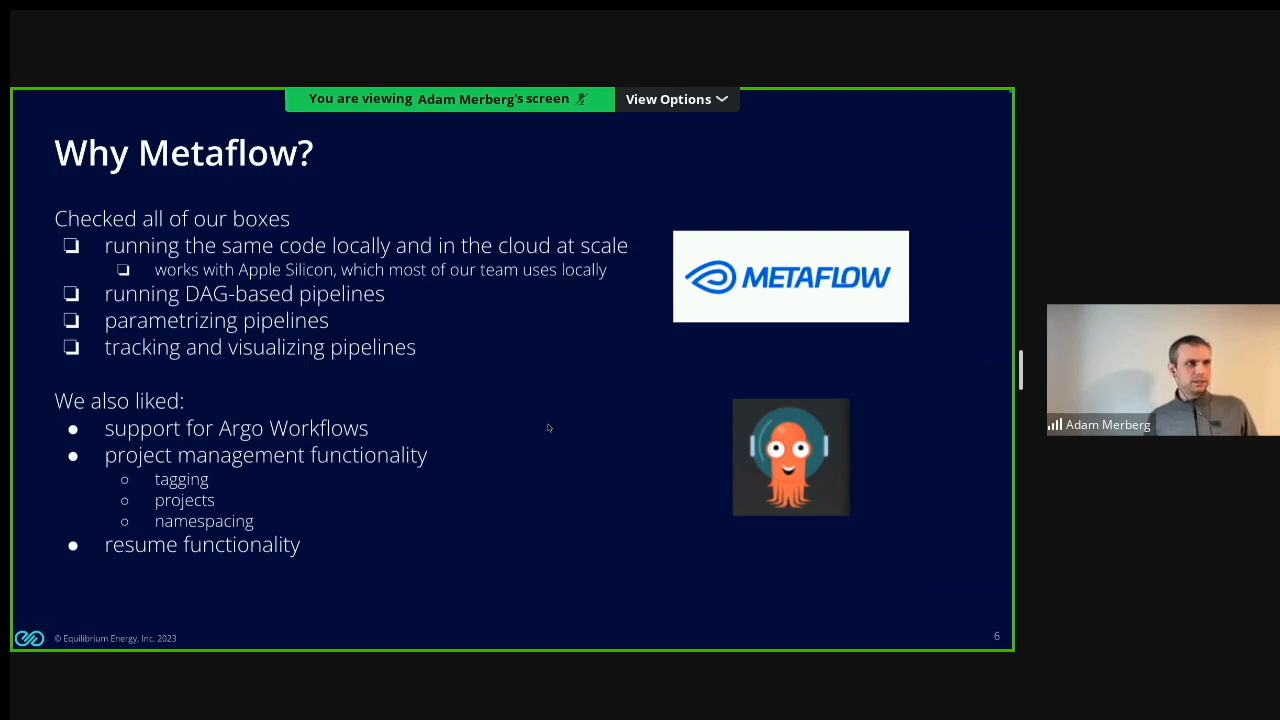 You are viewing Adam Merberg's screen View Options
Why Metaflow?
Checked all of our boxes
❏ running the same code locally and in the cloud at scale
❏ works with Apple Silicon, which most of our team uses locally
❏ running DAG-based pipelines
❏ parametrizing pipelines
❏ tracking and visualizing pipelines
METAFLOW
We also liked:
● support for Argo Workflows
● project management functionality
○ tagging
○ projects
○ namespacing
● resume functionality
Adam Merberg
© Equilibrium Energy, Inc. 2023
6